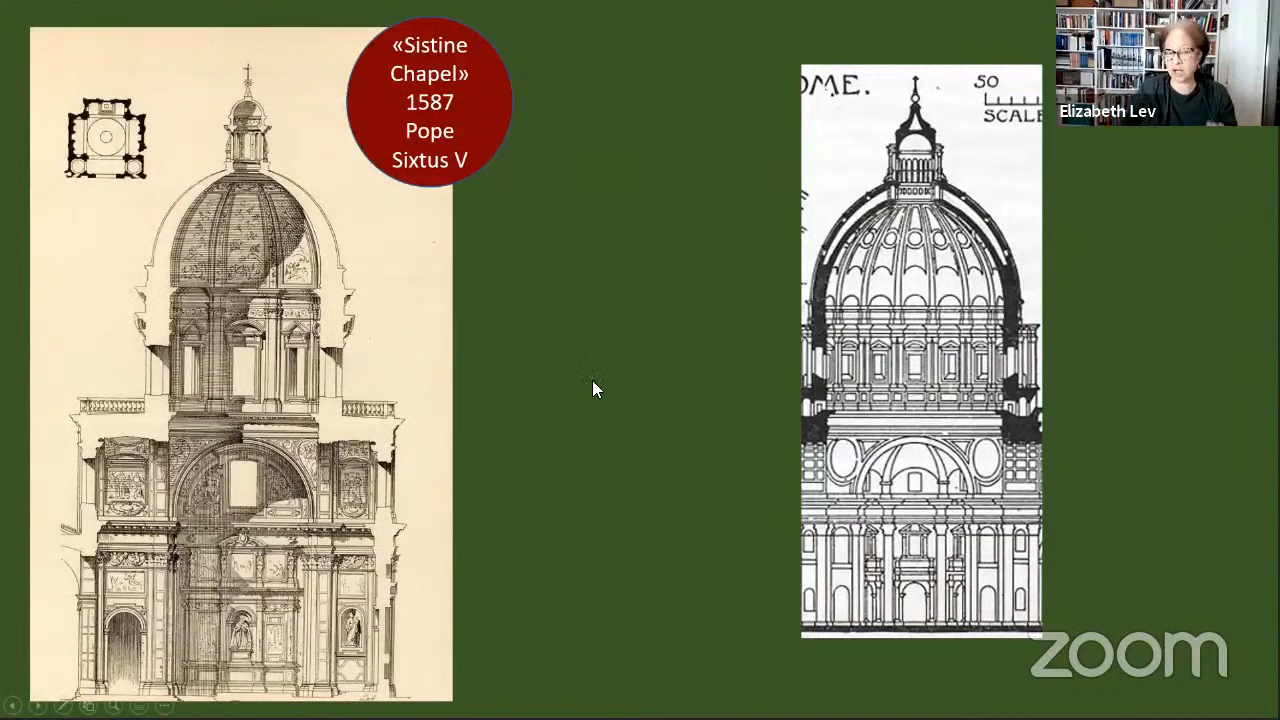 «Sistine
Chapel»
1587
Pope
Sixtus V
OME.
50
SCALE
Elizabeth Lev
zoom